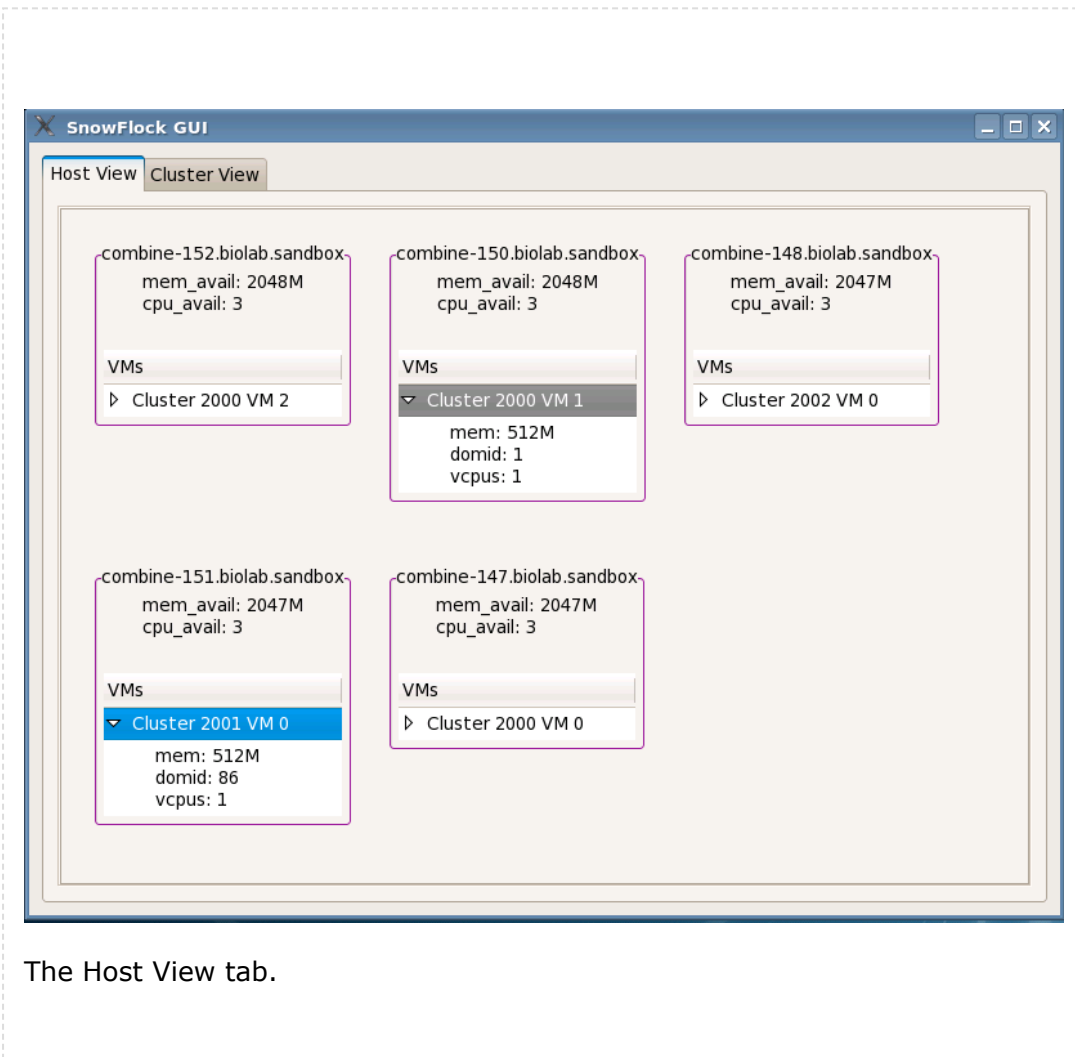 SnowFlock GUI
Host View Cluster View
combine-152.biolab.sandbox
mem_avail: 2048M
cpu_avail: 3
VMs
Cluster 2000 VM 2
combine-150.biolab.sandbox
mem_avail: 2048M
cpu_avail: 3
VMs
Cluster 2000 VM 1
mem: 512M
domid: 1
vcpus: 1
combine-148.biolab.sandbox
mem_avail: 2047M
cpu_avail: 3
VMs
Cluster 2002 VM 0
combine-151.biolab.sandbox
mem_avail: 2047M
cpu_avail: 3
VMs
Cluster 2001 VM 0
mem: 512M
domid: 86
vcpus: 1
combine-147.biolab.sandbox
mem_avail: 2047M
cpu_avail: 3
VMs
Cluster 2000 VM 0
The Host View tab.